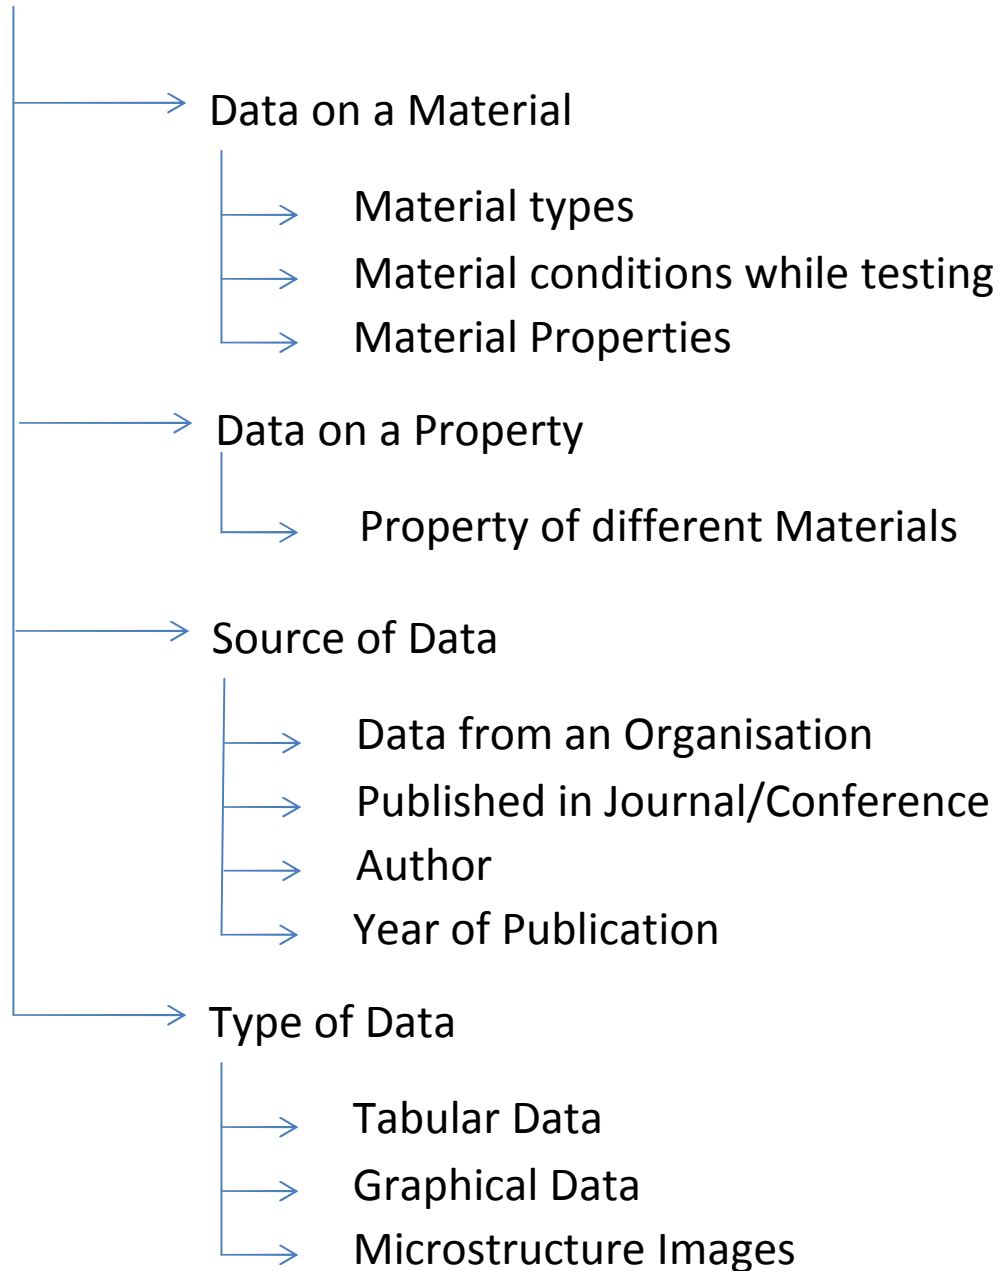 Data on a Material
Material types
Material conditions while testing
Material Properties
Data on a Property
Property of different Materials
Source of Data
Data from an Organisation
Published in Journal/Conference
Author
Year of Publication
Type of Data
Tabular Data
Graphical Data
Microstructure Images